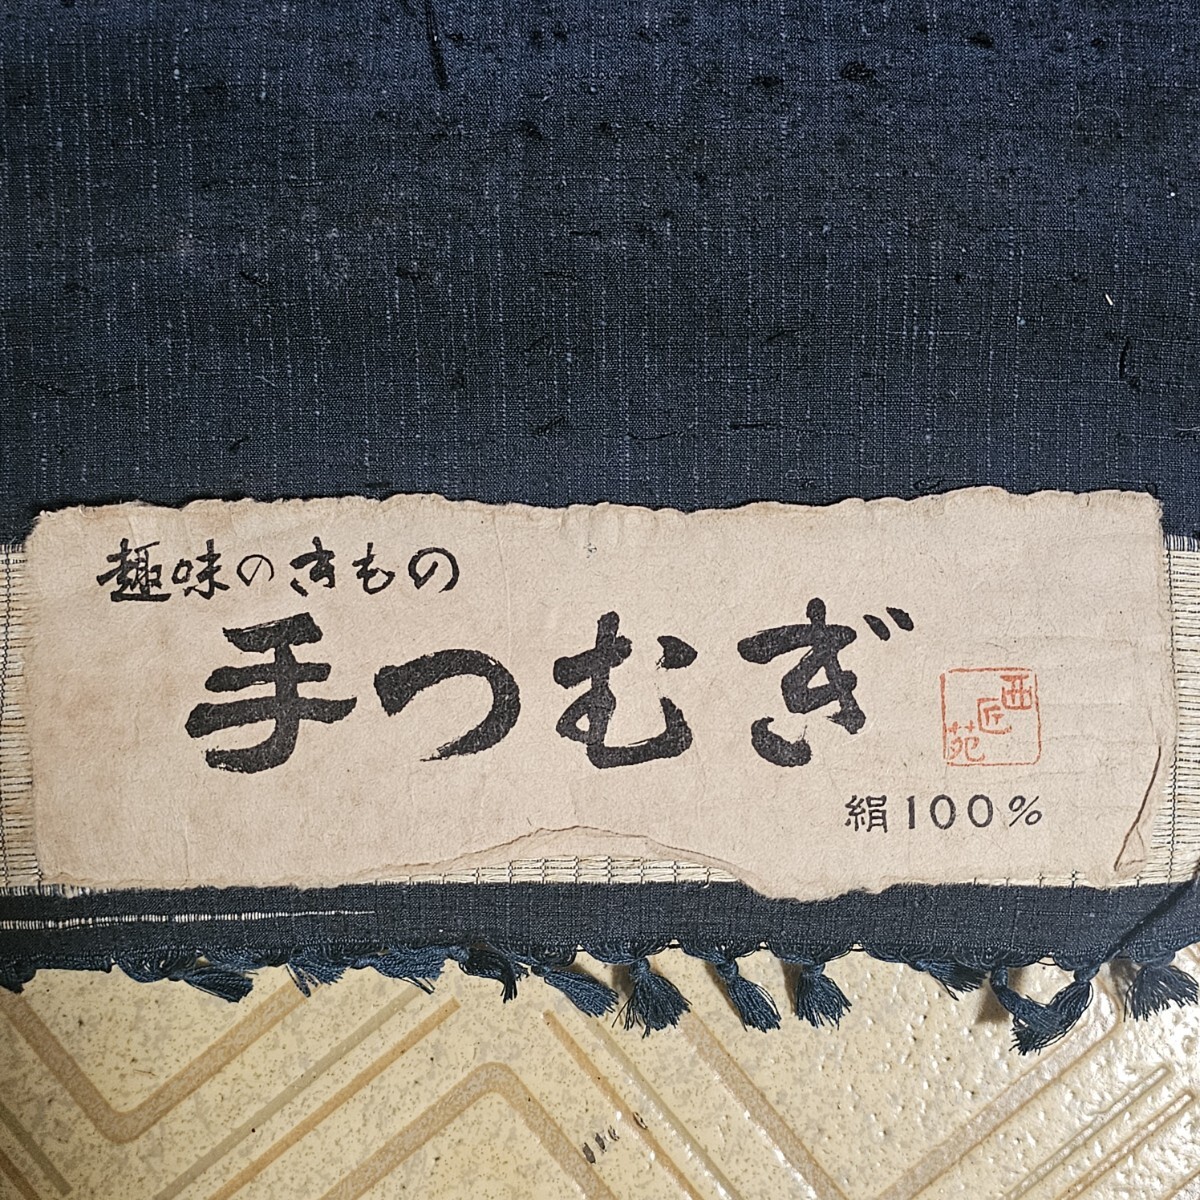 趣味のきもの
手つむぎ
西匠苑
絹100%